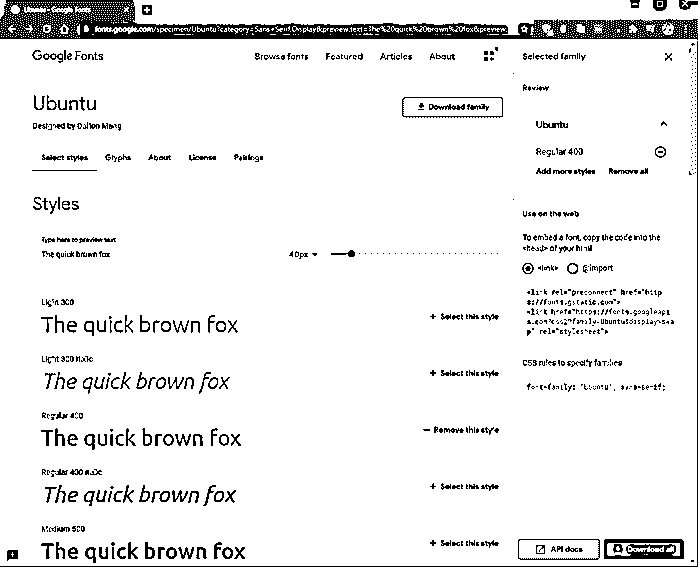 Ubuntu - Google Fonts
fonts.google.com/specimen/Ubuntu?category=Sans+Serif,Display&preview.text=The%20quick%20brown%20fox&preview.
Google Fonts
Browse fonts Featured Articles About
Ubuntu
Designed by Dalton Maag
Download family
Select styles Glyphs About License Pairings
Styles
Type here to preview text
The quick brown fox
40px
Light 300
The quick brown fox
+ Select this style
Light 300 italic
The quick brown fox
+ Select this style
Regular 400
The quick brown fox
— Remove this style
Regular 400 italic
The quick brown fox
+ Select this style
Medium 500
The quick brown fox
+ Select this style
Selected family
Review
Ubuntu
Regular 400
Add more styles Remove all
Use on the web
To embed a font, copy the code into the
<head> of your html
<link> @import
<link rel="preconnect" href="http
s://fonts.gstatic.com">
<link href="https://fonts.googleapi
s.com/css2?family=Ubuntu&display=swa
p" rel="stylesheet">
CSS rules to specify families
font-family: 'Ubuntu', sans-serif;
API docs
Download all